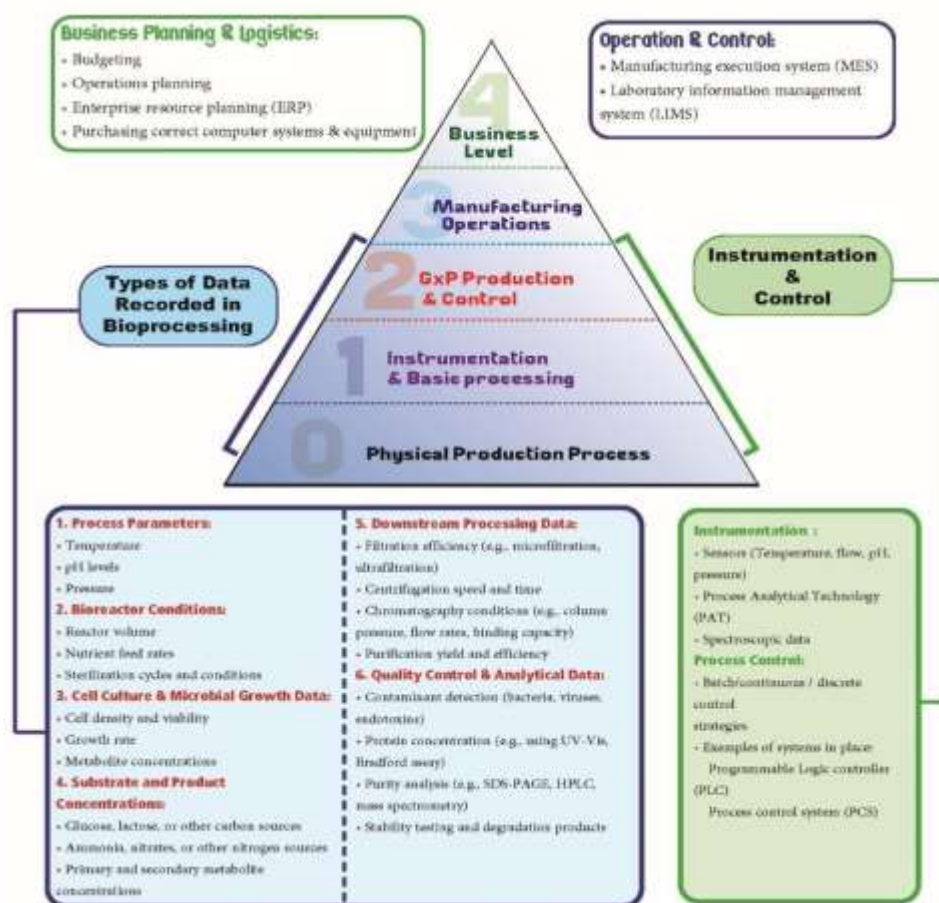 Business Planning & Logistics:
• Budgeting
• Operations planning
• Enterprise resource planning (ERP)
• Purchasing correct computer systems & equipment
Operation & Control:
• Manufacturing execution system (MES)
• Laboratory information management
system (LIMS)
4
Business
Level
3
Manufacturing
Operations
2
GxP Production
& Control
1
Instrumentation
& Basic processing
0
Physical Production Process
Types of Data
Recorded in
Bioprocessing
Instrumentation
&
Control
1. Process Parameters:
• Temperature
• pH levels
• Pressure
2. Bioreactor Conditions:
• Reactor volume
• Nutrient feed rates
• Sterilization cycles and conditions
3. Cell Culture & Microbial Growth Data:
• Cell density and viability
• Growth rate
• Metabolite concentrations
4. Substrate and Product
Concentrations:
• Glucose, lactose, or other carbon sources
• Ammonia, nitrates, or other nitrogen sources
• Primary and secondary metabolite
concentrations
5. Downstream Processing Data:
• Filtration efficiency (e.g., microfiltration,
ultrafiltration)
• Centrifugation speed and time
• Chromatography conditions (e.g., column
pressure, flow rates, binding capacity)
• Purification yield and efficiency
6. Quality Control & Analytical Data:
• Contaminant detection (bacteria, viruses,
endotoxins)
• Protein concentration (e.g., using UV-Vis,
Bradford assay)
• Purity analysis (e.g., SDS-PAGE, HPLC,
mass spectrometry)
• Stability testing and degradation products
Instrumentation :
• Sensors (Temperature, flow, pH,
pressure)
• Process Analytical Technology
(PAT)
• Spectroscopic data
Process Control:
• Batch/continuous / discrete
control
strategies
• Examples of systems in place:
Programmable Logic controller
(PLC)
Process control system (PCS)